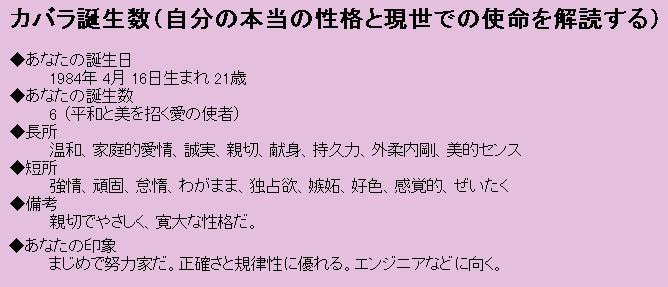 カバラ誕生数(自分の本当の性格と現世での使命を解読する)
◆あなたの誕生日
1984年 4月 16日生まれ 21歳
◆あなたの誕生数
6 (平和と美を招く愛の使者)
◆長所
温和、家庭的愛情、誠実、親切、献身、持久力、外柔内剛、美的センス
◆短所
強情、頑固、怠惰、わがまま、独占欲、嫉妬、好色、感覚的、ぜいたく
◆備考
親切でやさしく、寛大な性格だ。
◆あなたの印象
まじめで努力家だ。正確さと規律性に優れる。エンジニアなどに向く。